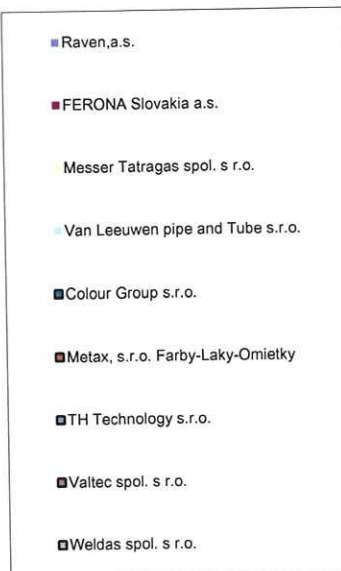 Raven,a.s.
FERONA Slovakia a.s.
Messer Tatragas spol. s r.o.
Van Leeuwen pipe and Tube s.r.o.
Colour Group s.r.o.
Metax, s.r.o. Farby-Laky-Omietky
TH Technology s.r.o.
Valtec spol. s r.o.
Weldas spol. s r.o.